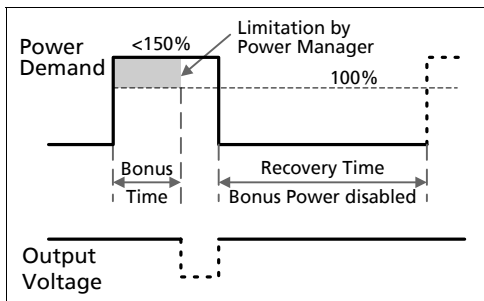 Power
Demand
<150%
Limitation by
Power Manager
100%
Bonus
Time
Recovery Time
Bonus Power disabled
Output
Voltage